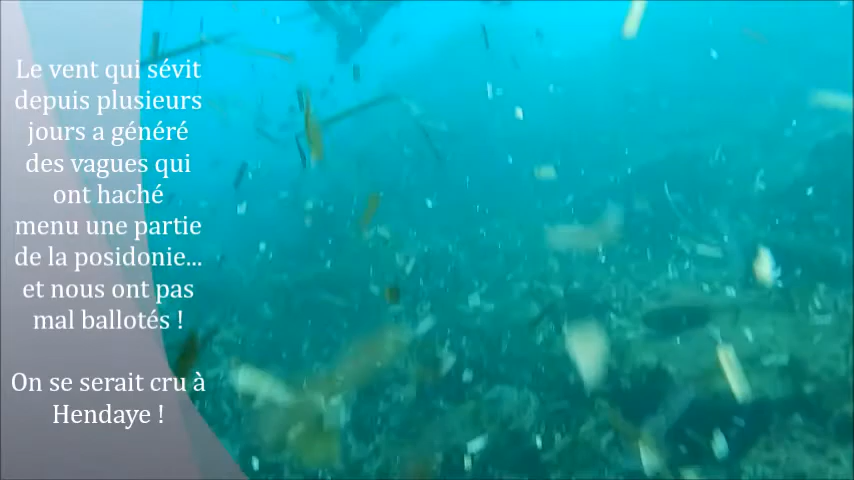 Le vent qui sévit
depuis plusieurs
jours a généré
des vagues qui
ont haché
menu une partie
de la posidonie...
et nous ont pas
mal ballotés !
On se serait cru à
Hendaye !